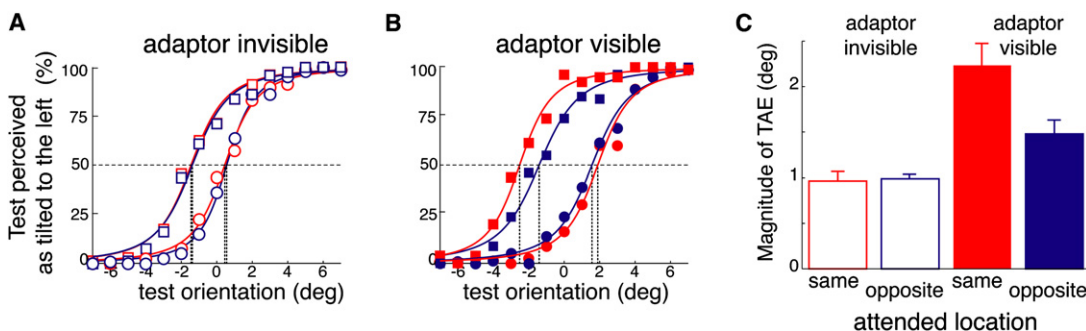 A
adaptor invisible
Test perceived
as tilted to the left (%)
100
75
50
25
0
-6 -4 -2 0 2 4 6
test orientation (deg)
B
adaptor visible
100
75
50
25
0
-6 -4 -2 0 2 4 6
test orientation (deg)
C
adaptor
invisible
adaptor
visible
Magnitude of TAE (deg)
2
1
0
same
opposite
same
opposite
attended location